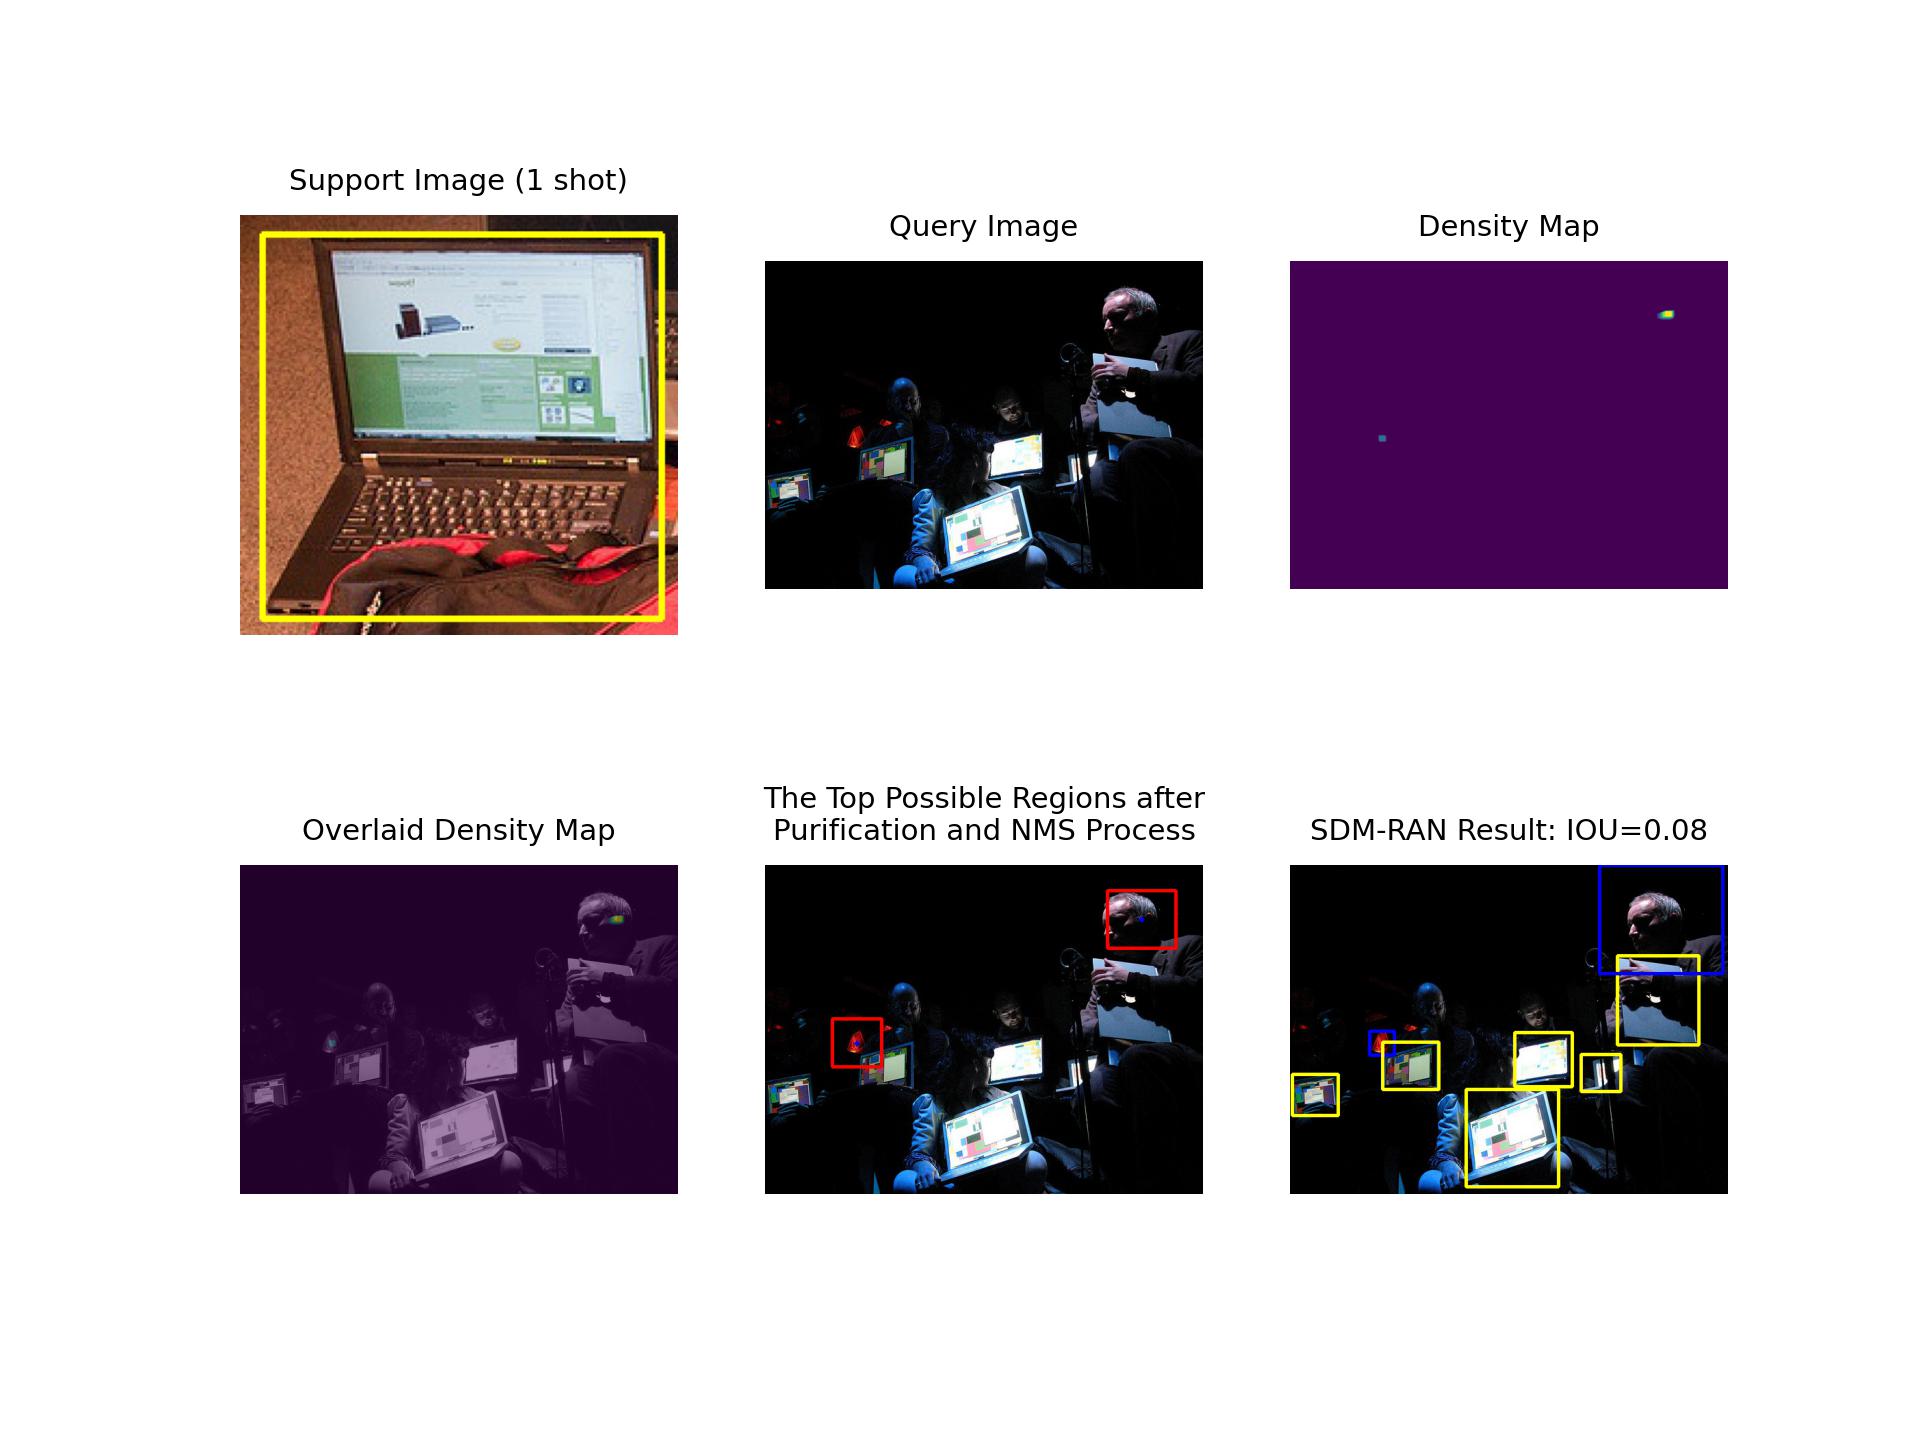 Support Image (1 shot)
Query Image
Density Map
woot!
Overlaid Density Map
The Top Possible Regions after
Purification and NMS Process
SDM-RAN Result: IOU=0.08